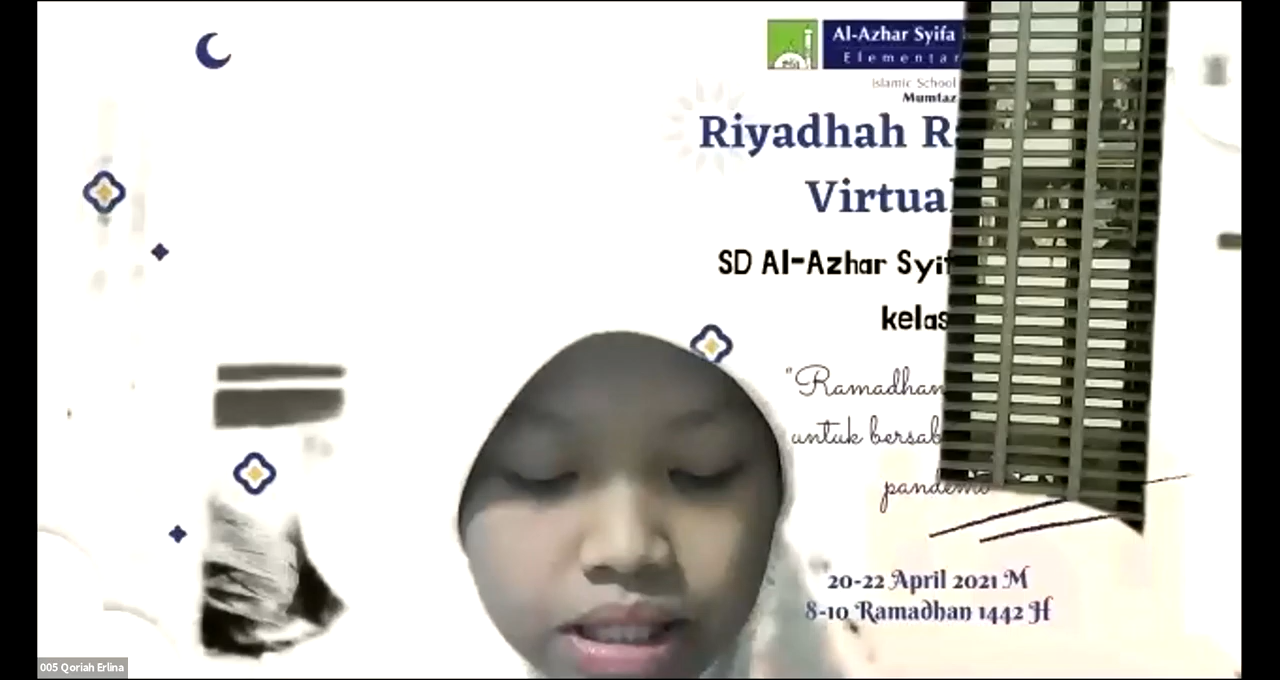 Al-Azhar Syifa
Elementar
Islamic School
Mumtaz
Riyadhah R
Virtual
SD Al-Azhar Syif
kelas
"Ramadhan
untuk bersab
pandemi
20-22 April 2021 M
8-10 Ramadhan 1442 H
005 Qoriah Erlina